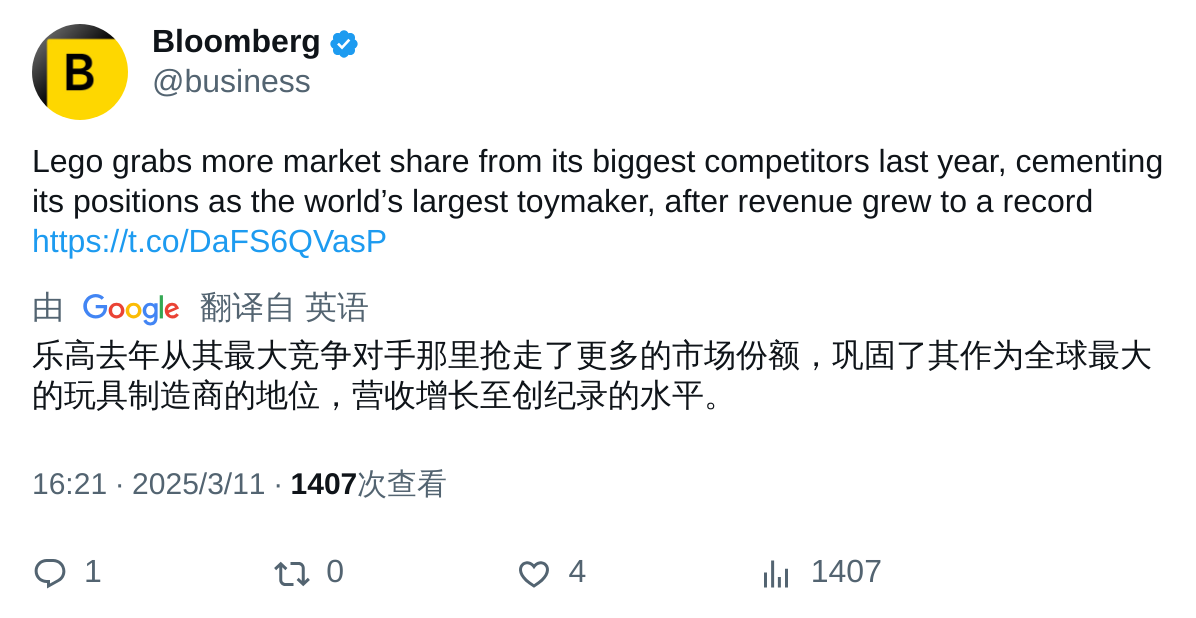 B
Bloomberg
@business
Lego grabs more market share from its biggest competitors last year, cementing
its positions as the world’s largest toymaker, after revenue grew to a record
https://t.co/DaFS6QVasP
由 Google 翻译自 英语
乐高去年从其最大竞争对手那里抢走了更多的市场份额，巩固了其作为全球最大
的玩具制造商的地位，营收增长至创纪录的水平。
16:21 · 2025/3/11 · 1407次查看
1 0 4 1407